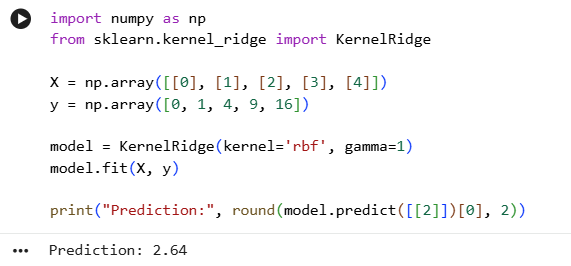 import numpy as np
from sklearn.kernel_ridge import KernelRidge
X = np.array([[0], [1], [2], [3], [4]])
y = np.array([0, 1, 4, 9, 16])
model = KernelRidge(kernel='rbf', gamma=1)
model.fit(X, y)
print("Prediction:", round(model.predict([[2]])[0], 2))
Prediction: 2.64